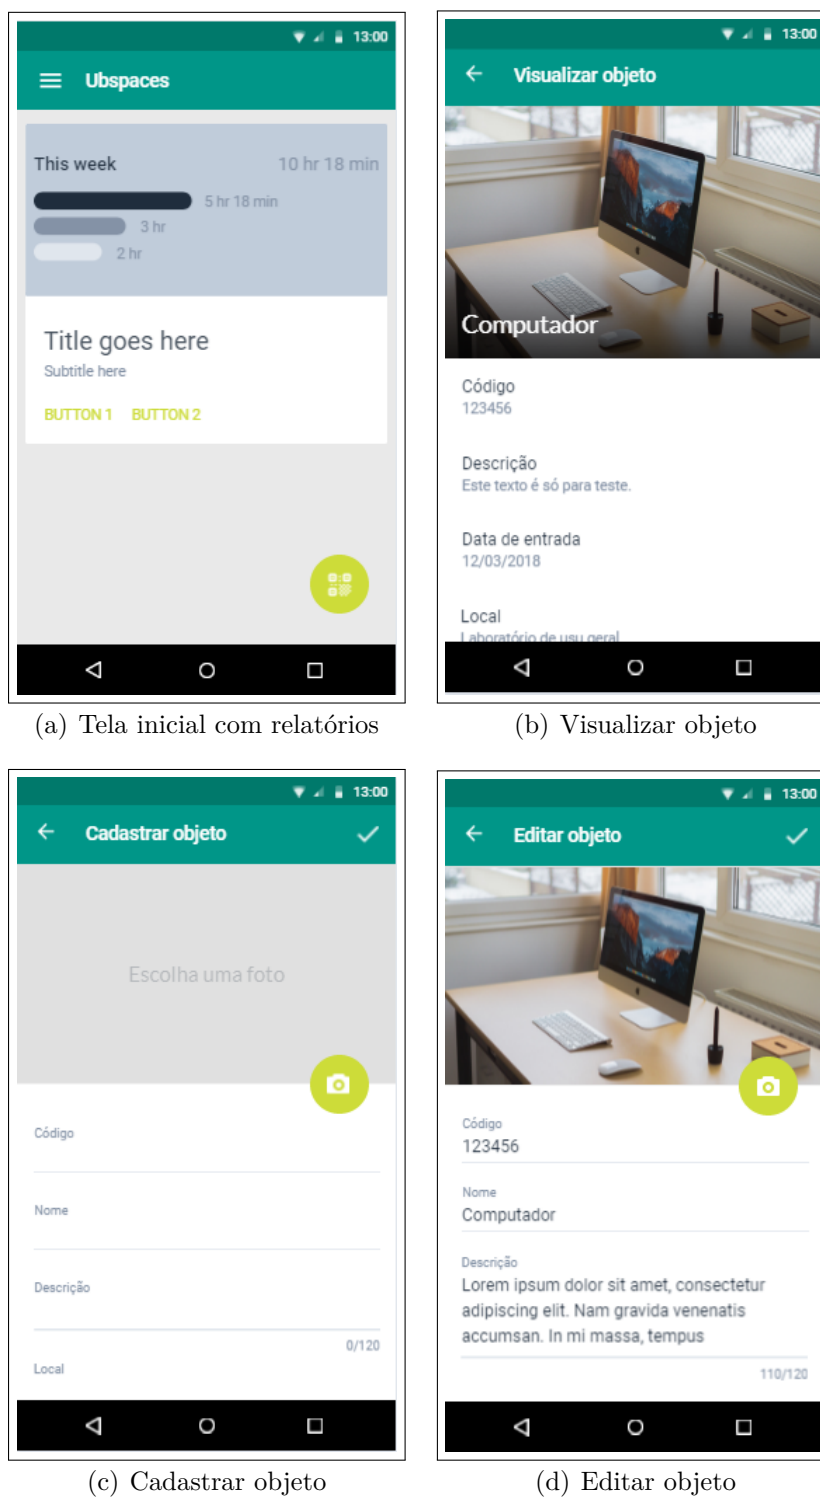 13:00
Ubspaces
This week 10 hr 18 min
5 hr 18 min
3 hr
2 hr
Title goes here
Subtitle here
BUTTON 1 BUTTON 2
(a) Tela inicial com relatórios
13:00
Visualizar objeto
Computador
Código
123456
Descrição
Este texto é só para teste.
Data de entrada
12/03/2018
Local
Laboratório de usu geral
(b) Visualizar objeto
13:00
Cadastrar objeto
Escolha uma foto
Código
Nome
Descrição
0/120
Local
(c) Cadastrar objeto
13:00
Editar objeto
Código
123456
Nome
Computador
Descrição
Lorem ipsum dolor sit amet, consectetur
adipiscing elit. Nam gravida venenatis
accumsan. In mi massa, tempus
110/120
(d) Editar objeto